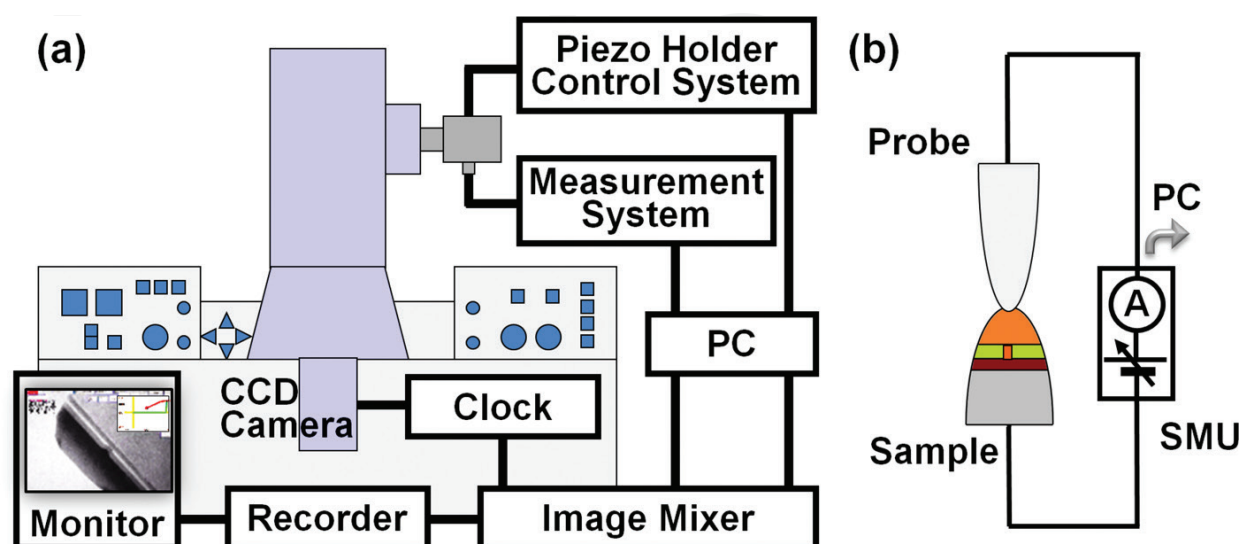 (a)
Piezo Holder
Control System
Measurement
System
PC
CCD
Camera
Clock
Monitor
Recorder
Image Mixer
(b)
Probe
PC
A
Sample
SMU